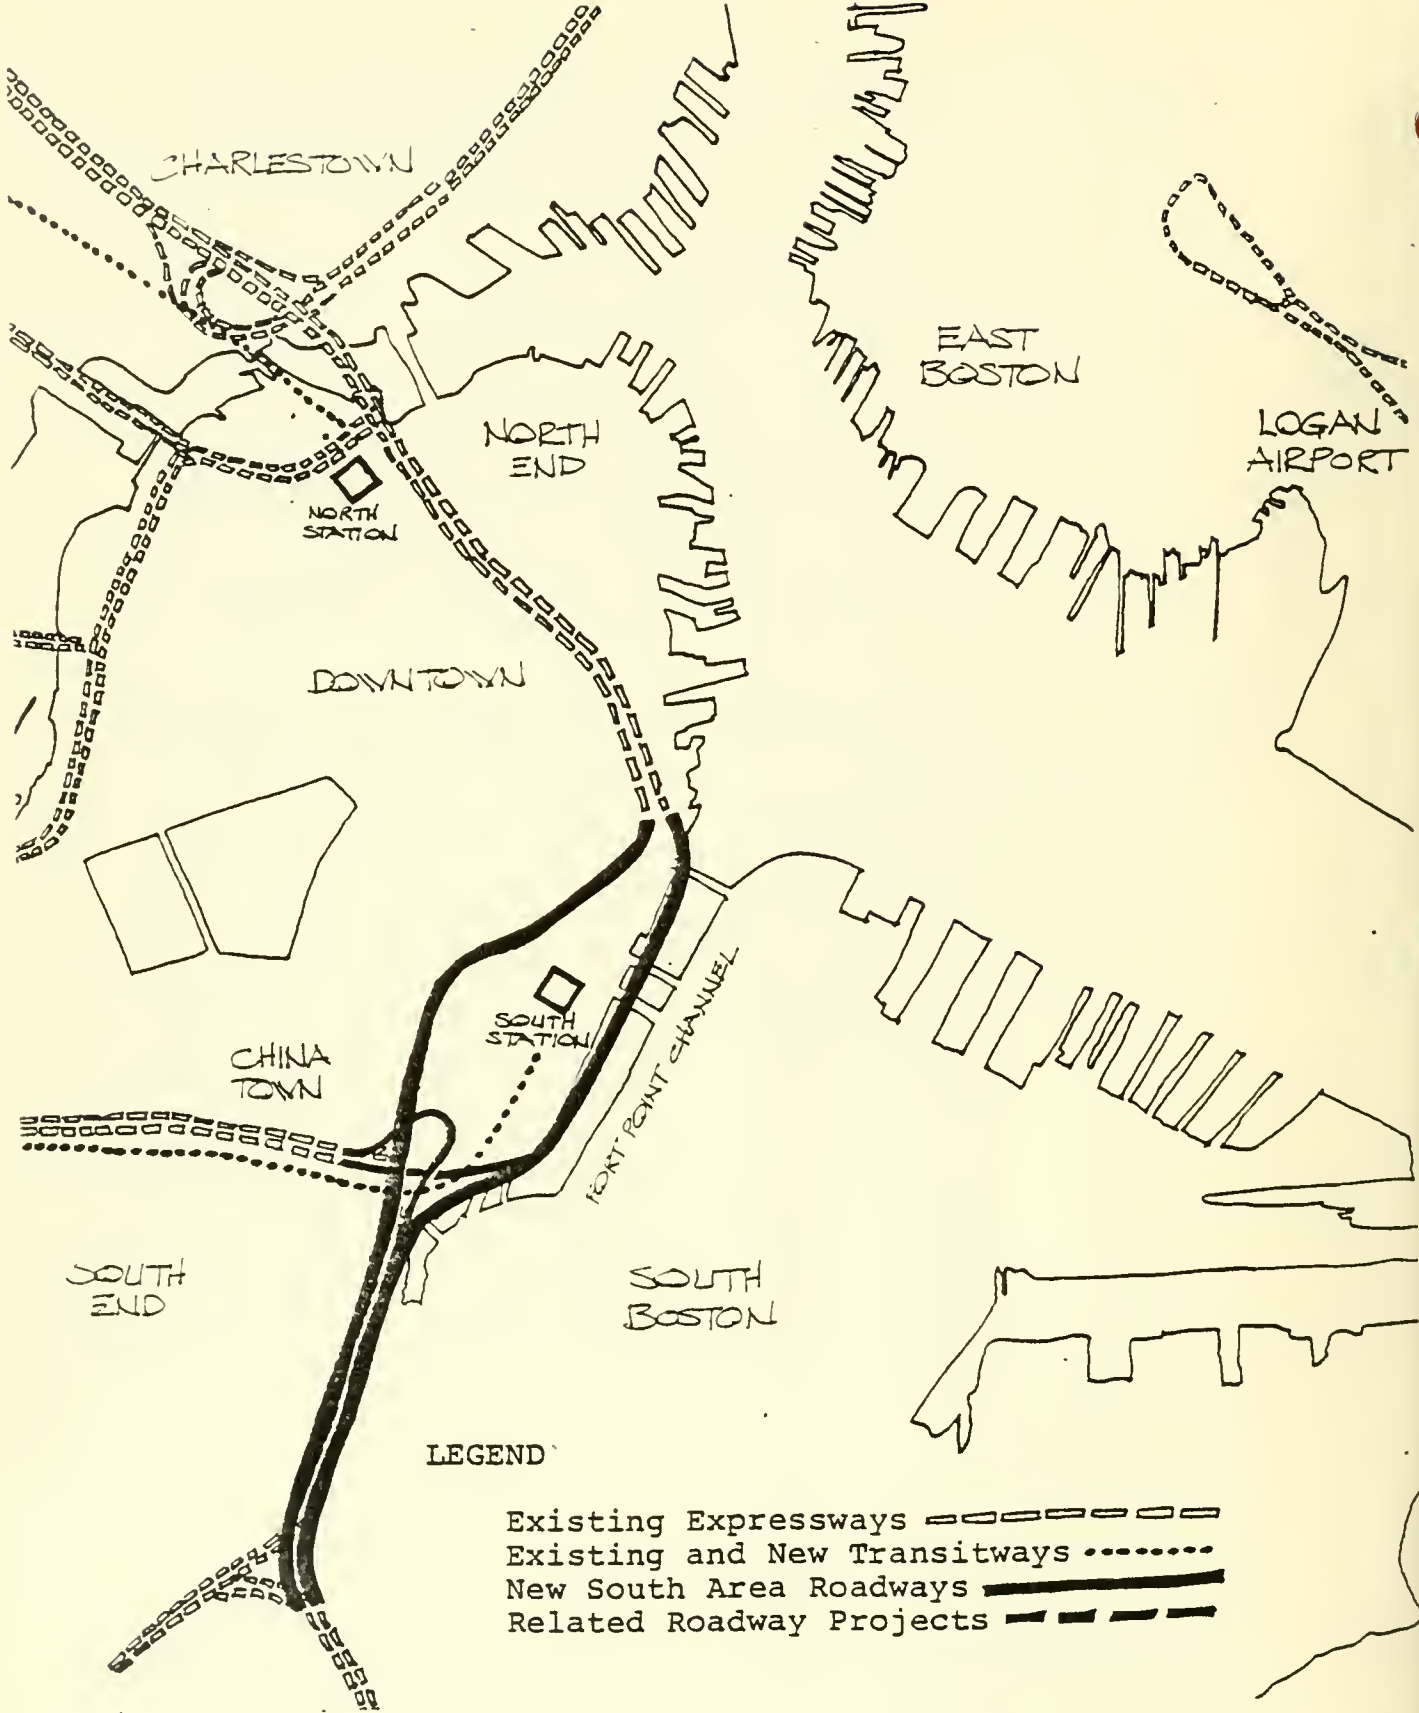 CHARLESTOWN
EAST
BOSTON
LOGAN
AIRPORT
NORTH
END
NORTH
STATION
DOWNTOWN
SOUTH
STATION
FORT POINT CHANNEL
CHINA
TOWN
SOUTH
END
SOUTH
BOSTON
LEGEND
Existing Expressways
Existing and New Transitways
New South Area Roadways
Related Roadway Projects